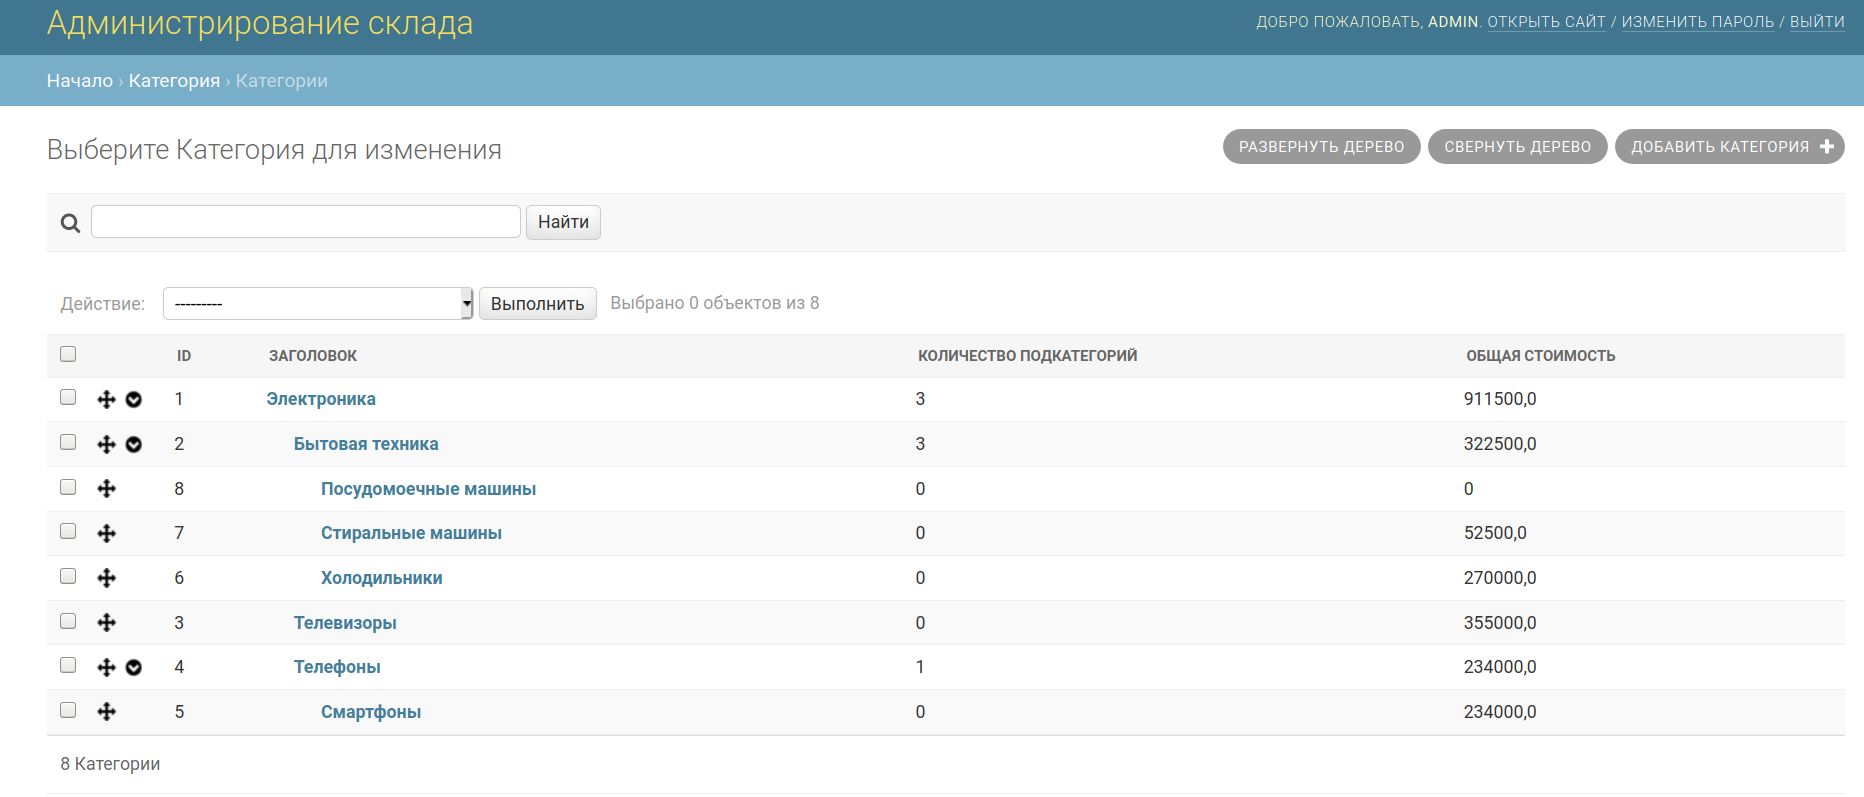 Администрирование склада
ДОБРО ПОЖАЛОВАТЬ, ADMIN. ОТКРЫТЬ САЙТ / ИЗМЕНИТЬ ПАРОЛЬ / ВЫЙТИ
Начало › Категория › Категории
Выберите Категория для изменения
РАЗВЕРНУТЬ ДЕРЕВО СВЕРНУТЬ ДЕРЕВО ДОБАВИТЬ КАТЕГОРИЯ
Найти
Действие: --------- Выполнить Выбрано 0 объектов из 8
ID ЗАГОЛОВОК КОЛИЧЕСТВО ПОДКАТЕГОРИЙ ОБЩАЯ СТОИМОСТЬ
1 Электроника 3 911500,0
2 Бытовая техника 3 322500,0
8 Посудомоечные машины 0 0
7 Стиральные машины 0 52500,0
6 Холодильники 0 270000,0
3 Телевизоры 0 355000,0
4 Телефоны 1 234000,0
5 Смартфоны 0 234000,0
8 Категории